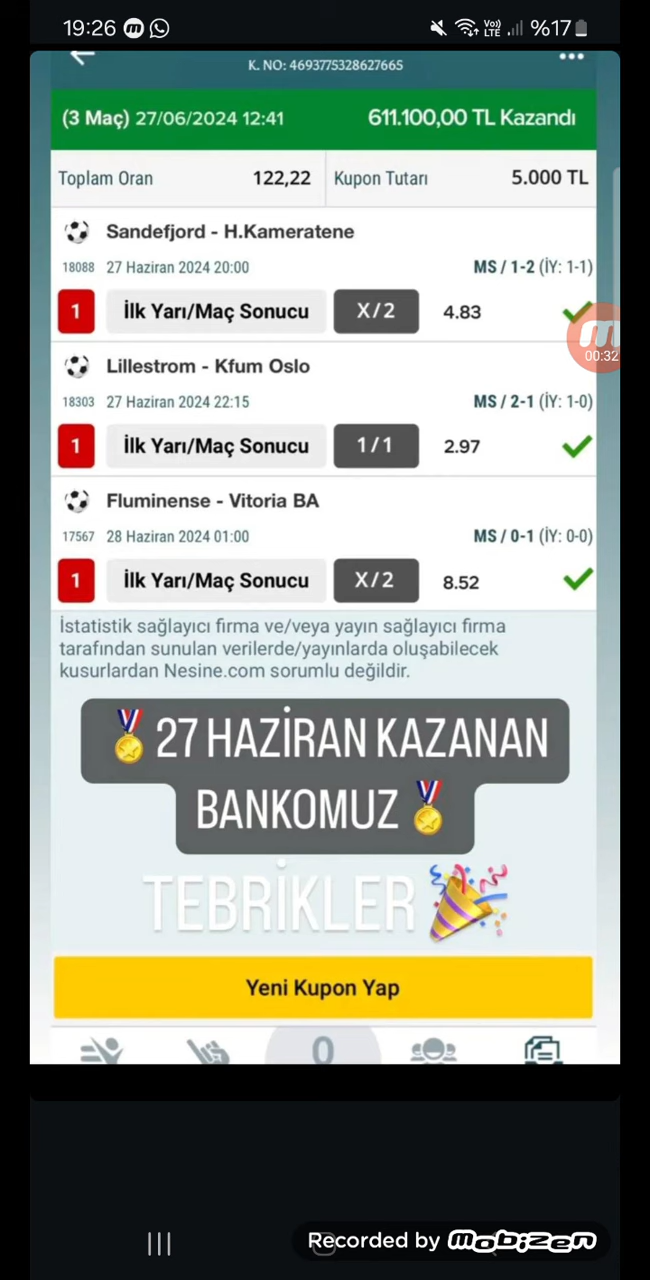 19:26
Vo)) LTE %17
K. NO: 4693775328627665
(3 Maç) 27/06/2024 12:41 611.100,00 TL Kazandı
Toplam Oran 122,22 Kupon Tutarı 5.000 TL
Sandefjord - H.Kameratene
18088 27 Haziran 2024 20:00 MS / 1-2 (İY: 1-1)
1 İlk Yarı/Maç Sonucu X/2 4.83
00:32
Lillestrom - Kfum Oslo
18303 27 Haziran 2024 22:15 MS / 2-1 (İY: 1-0)
1 İlk Yarı/Maç Sonucu 1/1 2.97
Fluminense - Vitoria BA
17567 28 Haziran 2024 01:00 MS / 0-1 (İY: 0-0)
1 İlk Yarı/Maç Sonucu X/2 8.52
İstatistik sağlayıcı firma ve/veya yayın sağlayıcı firma
tarafından sunulan verilerde/yayınlarda oluşabilecek
kusurlardan Nesine.com sorumlu değildir.
🏅27 HAZİRAN KAZANAN
BANKOMUZ🏅
TEBRİKLER🎉
Yeni Kupon Yap
0
Recorded by mobizen